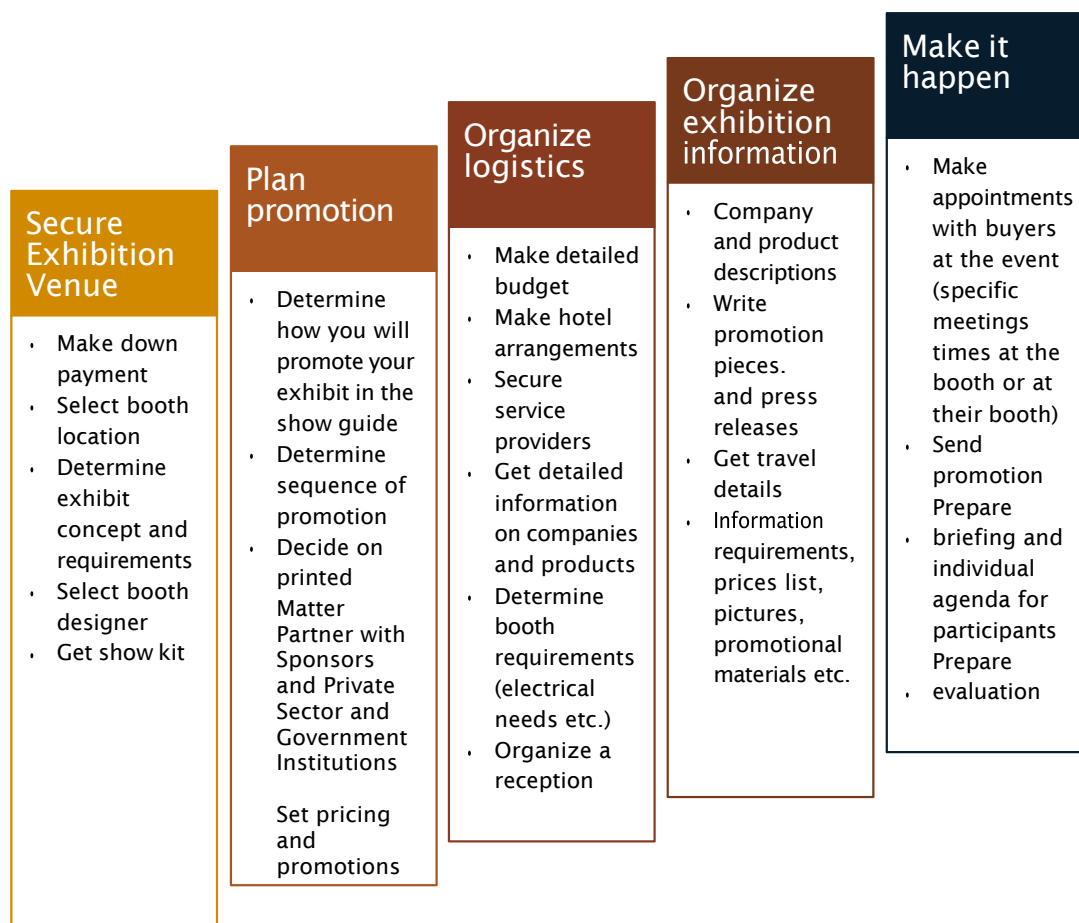 Secure
Exhibition
Venue
• Make down
payment
• Select booth
location
• Determine
exhibit
concept and
requirements
• Select booth
designer
• Get show kit
Plan
promotion
• Determine
how you will
promote your
exhibit in the
show guide
• Determine
sequence of
promotion
• Decide on
printed
Matter
Partner with
Sponsors
and Private
Sector and
Government
Institutions
Set pricing
and
promotions
Organize
logistics
• Make detailed
budget
• Make hotel
arrangements
• Secure
service
providers
• Get detailed
information
on companies
and products
• Determine
booth
requirements
(electrical
needs etc.)
• Organize a
reception
Organize
exhibition
information
• Company
and product
descriptions
• Write
promotion
pieces.
and press
releases
• Get travel
details
• Information
requirements,
prices list,
pictures,
promotional
materials etc.
Make it
happen
• Make
appointments
with buyers
at the event
(specific
meetings
times at the
booth or at
their booth)
• Send
promotion
Prepare
• briefing and
individual
agenda for
participants
Prepare
• evaluation